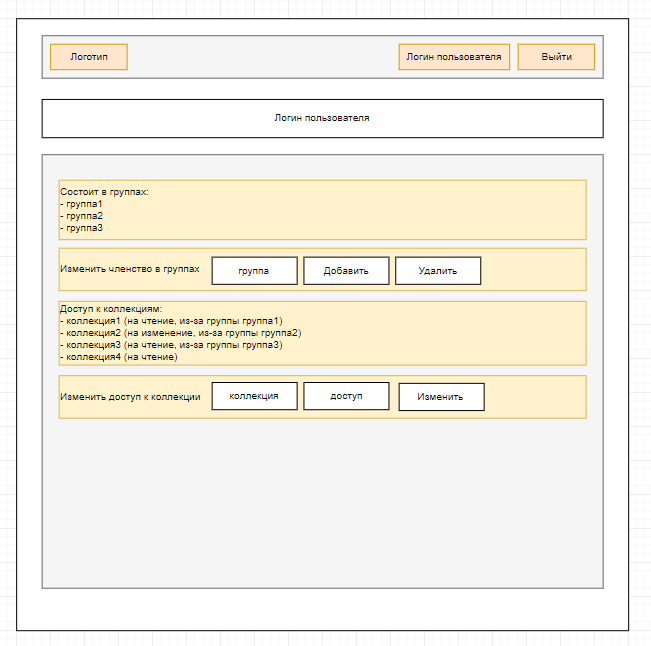 Логотип
Логин пользователя
Выйти
Логин пользователя
Состоит в группах:
- группа1
- группа2
- группа3
Изменить членство в группах
группа
Добавить
Удалить
Доступ к коллекциям:
- коллекция1 (на чтение, из-за группы группа1)
- коллекция2 (на изменение, из-за группы группа2)
- коллекция3 (на чтение, из-за группы группа3)
- коллекция4 (на чтение)
Изменить доступ к коллекции
коллекция
доступ
Изменить